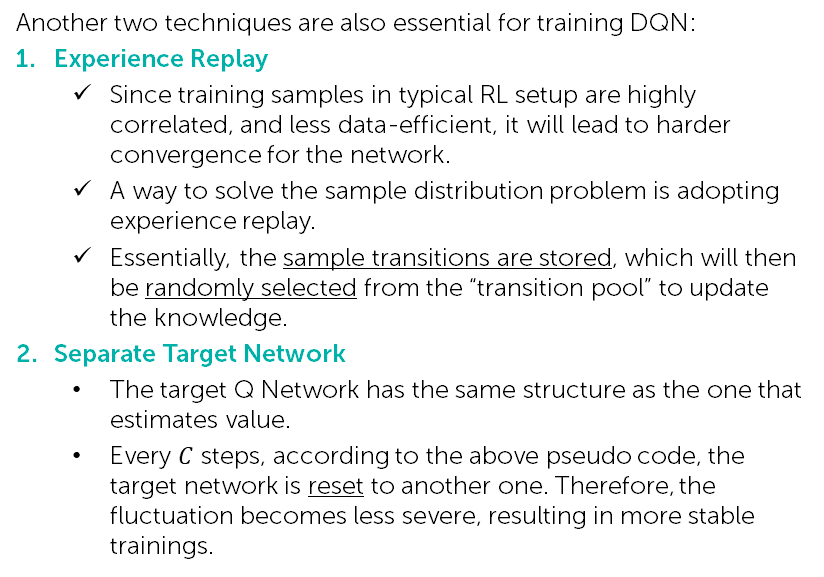 Another two techniques are also essential for training DQN:
1. Experience Replay
✓ Since training samples in typical RL setup are highly
correlated, and less data-efficient, it will lead to harder
convergence for the network.
✓ A way to solve the sample distribution problem is adopting
experience replay.
✓ Essentially, the sample transitions are stored, which will then
be randomly selected from the “transition pool” to update
the knowledge.
2. Separate Target Network
• The target Q Network has the same structure as the one that
estimates value.
• Every C steps, according to the above pseudo code, the
target network is reset to another one. Therefore, the
fluctuation becomes less severe, resulting in more stable
trainings.